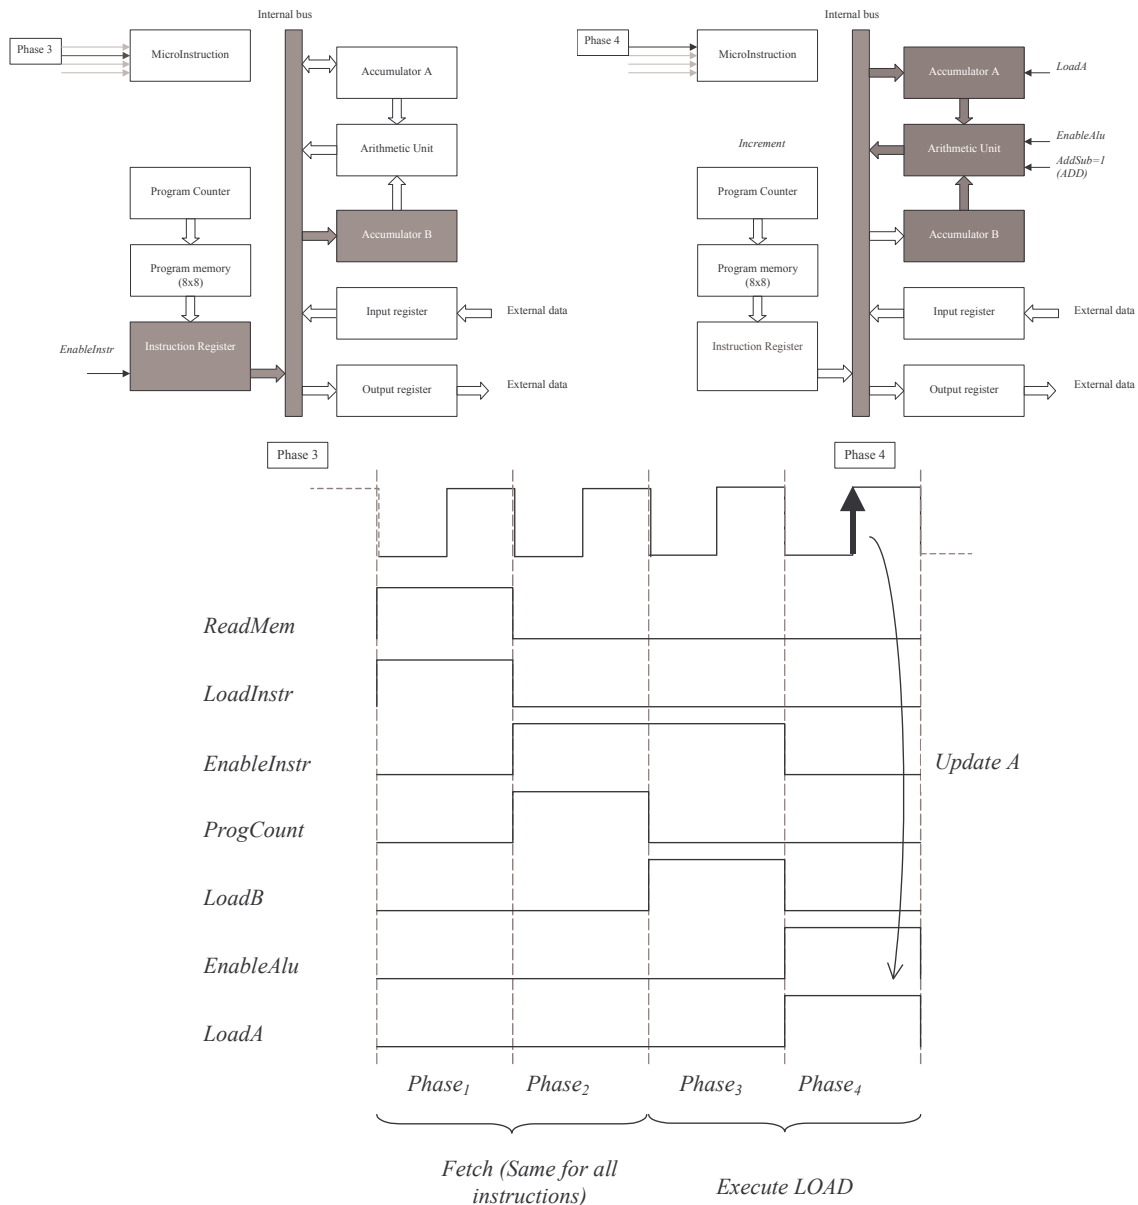 Internal bus
Phase 3
MicroInstruction
Accumulator A
Arithmetic Unit
Program Counter
Accumulator B
Program memory
(8x8)
Input register
External data
EnableInstr
Instruction Register
Output register
External data
Phase 3
Internal bus
Phase 4
MicroInstruction
Accumulator A
LoadA
Increment
Arithmetic Unit
EnableAlu
AddSub=1
(ADD)
Program Counter
Accumulator B
Program memory
(8x8)
Input register
External data
Instruction Register
Output register
External data
Phase 4
ReadMem
LoadInstr
EnableInstr
Update A
ProgCount
LoadB
EnableAlu
LoadA
Phase1 Phase2 Phase3 Phase4
Fetch (Same for all
instructions)
Execute LOAD